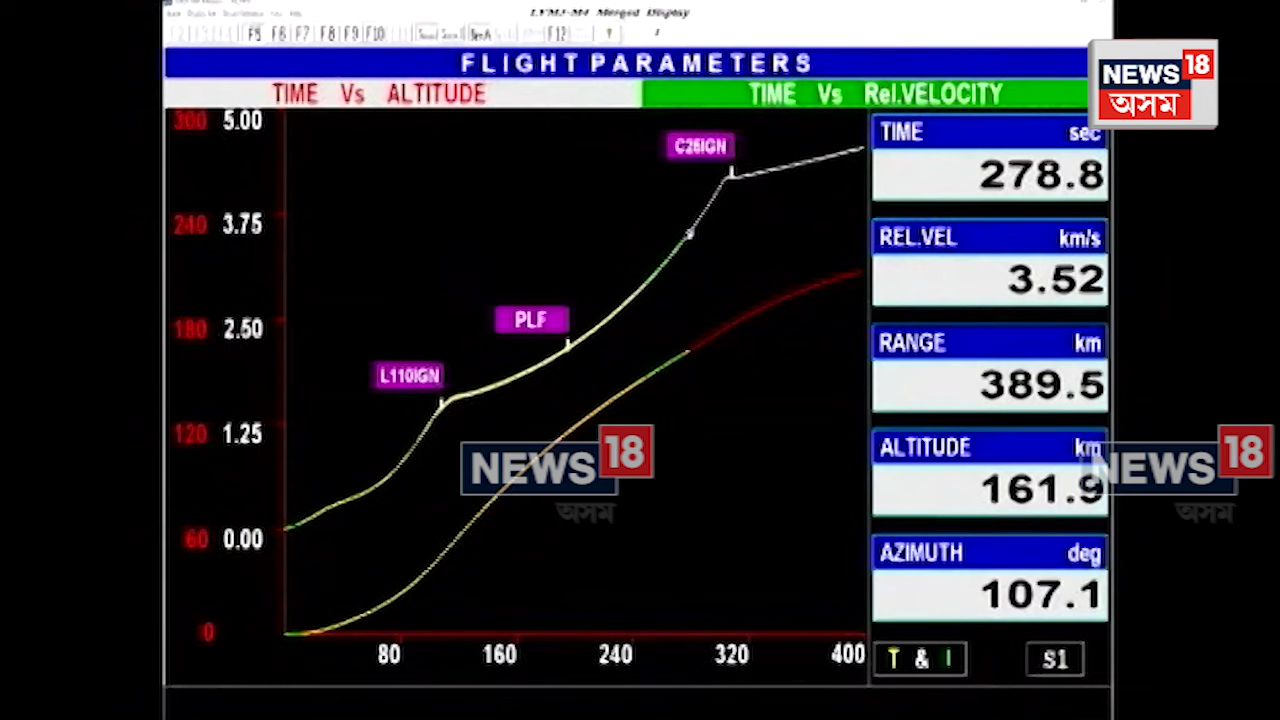 LVM3-M4 Merged Display
F5 F6 F7 F8 F9 F10 F12
FLIGHT PARAMETERS
TIME Vs ALTITUDE
TIME Vs Rel.VELOCITY
NEWS 18
অসম
300 5.00
240 3.75
180 2.50
120 1.25
60 0.00
0
C25IGN
PLF
L110IGN
80 160 240 320 400
TIME sec
278.8
REL.VEL km/s
3.52
RANGE km
389.5
ALTITUDE km
161.9
AZIMUTH deg
107.1
T & I
S1
NEWS 18
অসম
NEWS 18
অসম